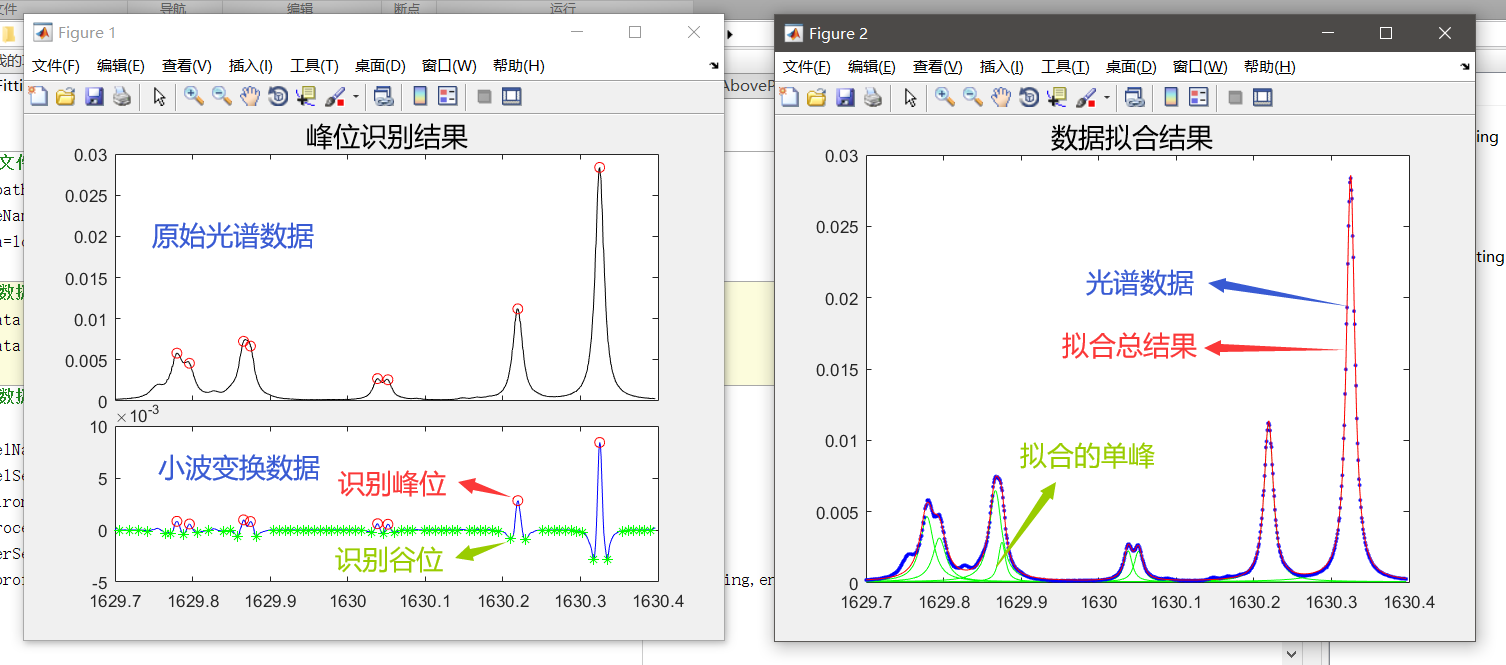 文件
导航
编辑
断点
运行
Figure 1
文件(F) 编辑(E) 查看(V) 插入(I) 工具(T) 桌面(D) 窗口(W) 帮助(H)
峰位识别结果
0.03
0.025
0.02
0.015
0.01
0.005
0
原始光谱数据
×10-3
10
5
0
-5
小波变换数据
识别峰位
识别谷位
1629.7 1629.8 1629.9 1630 1630.1 1630.2 1630.3 1630.4
Figure 2
文件(F) 编辑(E) 查看(V) 插入(I) 工具(T) 桌面(D) 窗口(W) 帮助(H)
数据拟合结果
0.03
0.025
0.02
0.015
0.01
0.005
0
光谱数据
拟合总结果
拟合的单峰
1629.7 1629.8 1629.9 1630 1630.1 1630.2 1630.3 1630.4
AboveP
ing
ting
ing, er